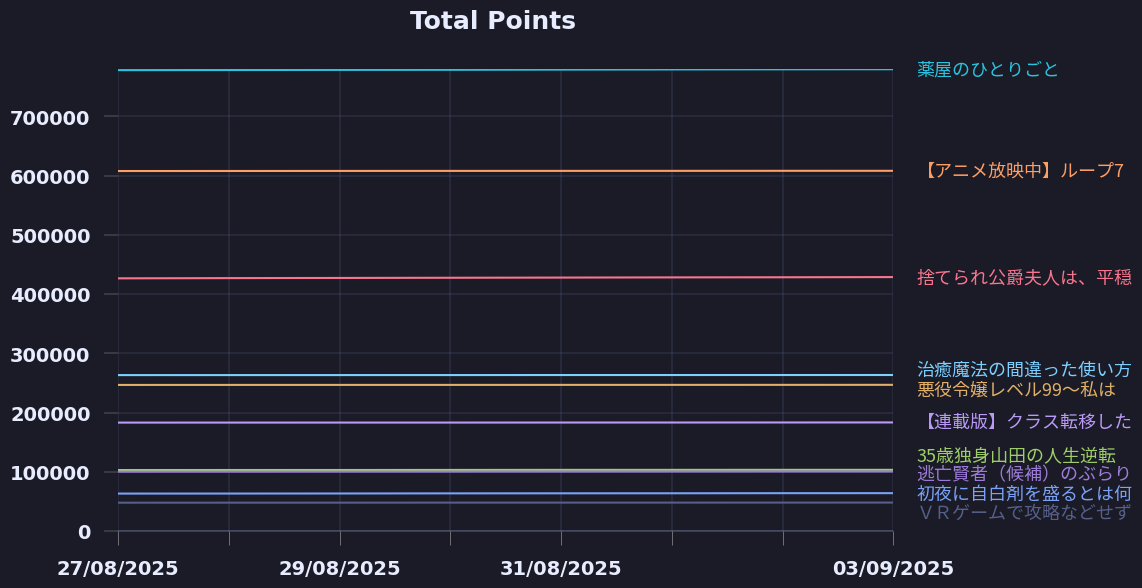 Total Points
薬屋のひとりごと
700000
【アニメ放映中】ループ7
600000
500000
捨てられ公爵夫人は、平穏
400000
300000
治癒魔法の間違った使い方
悪役令嬢レベル99～私は
200000
【連載版】クラス転移した
35歳独身山田の人生逆転
100000
逃亡賢者（候補）のぶらり
初夜に自白剤を盛るとは何
ＶＲゲームで攻略などせず
0
27/08/2025
29/08/2025
31/08/2025
03/09/2025